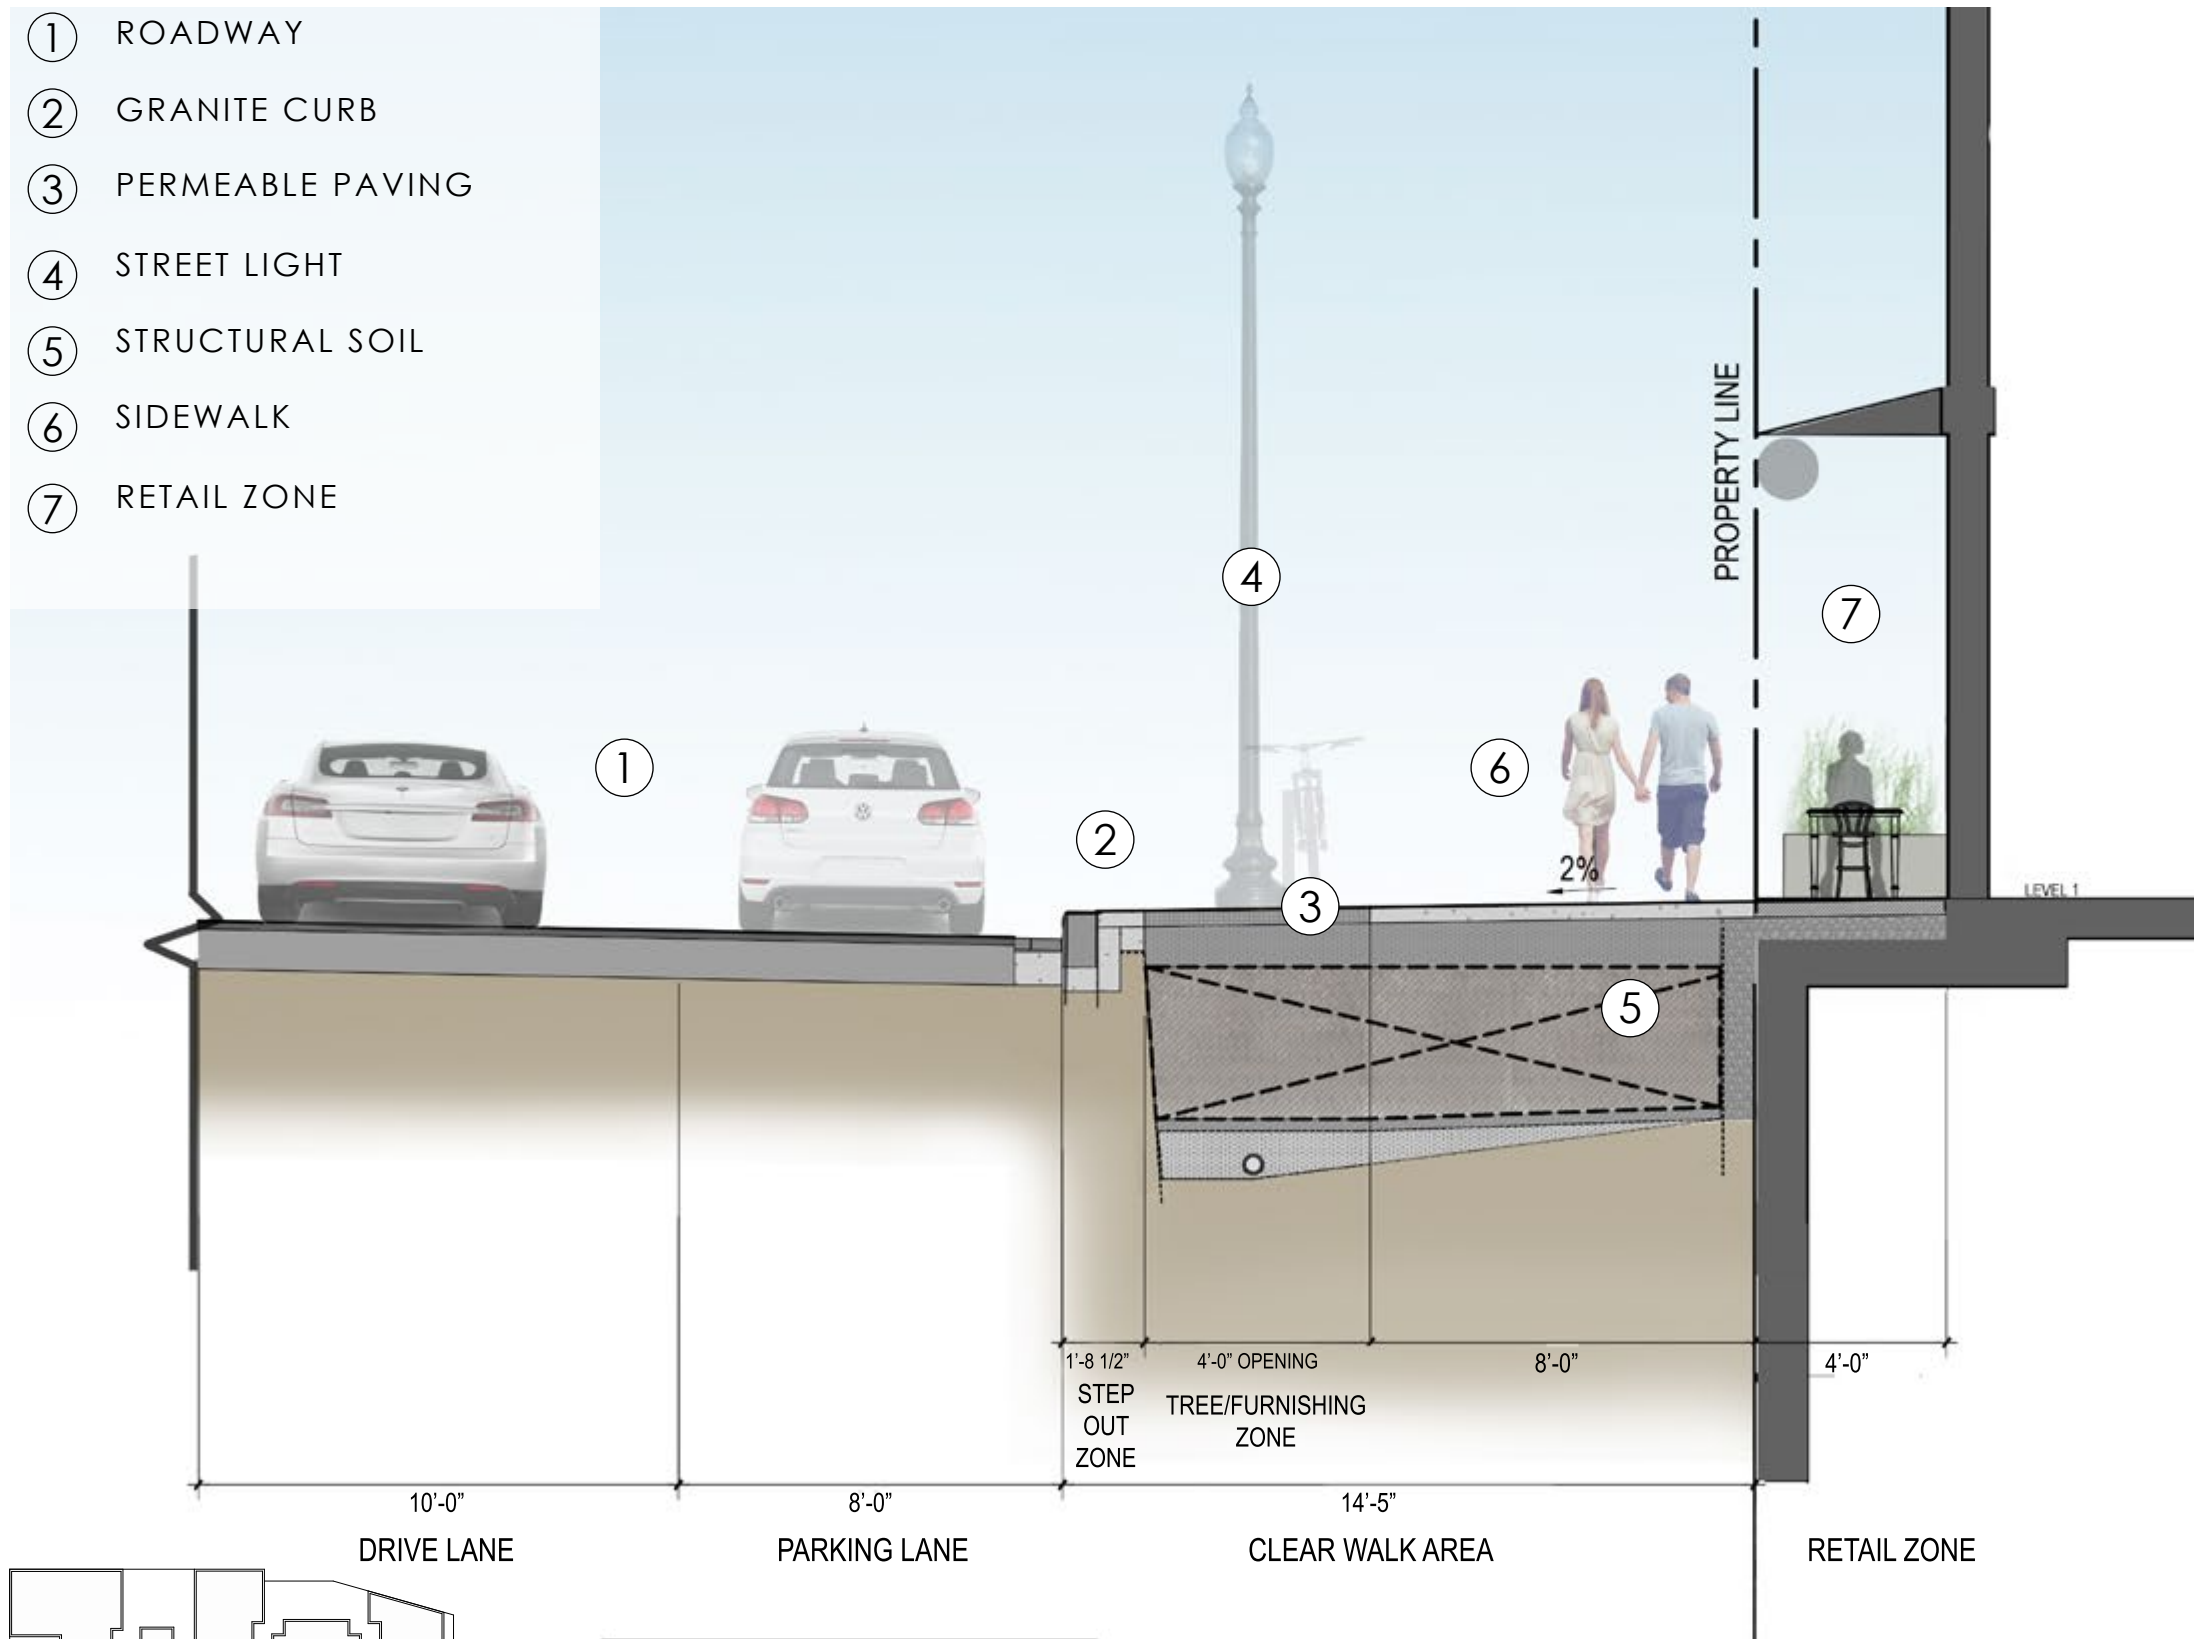 1 ROADWAY
2 GRANITE CURB
3 PERMEABLE PAVING
4 STREET LIGHT
5 STRUCTURAL SOIL
6 SIDEWALK
7 RETAIL ZONE
PROPERTY LINE
4
7
1
6
2
2%
3
LEVEL 1
5
1'-8 1/2”
4’-0” OPENING
8’-0”
4’-0”
STEP
OUT
ZONE
TREE/FURNISHING
ZONE
10’-0”
8’-0”
14’-5”
DRIVE LANE
PARKING LANE
CLEAR WALK AREA
RETAIL ZONE